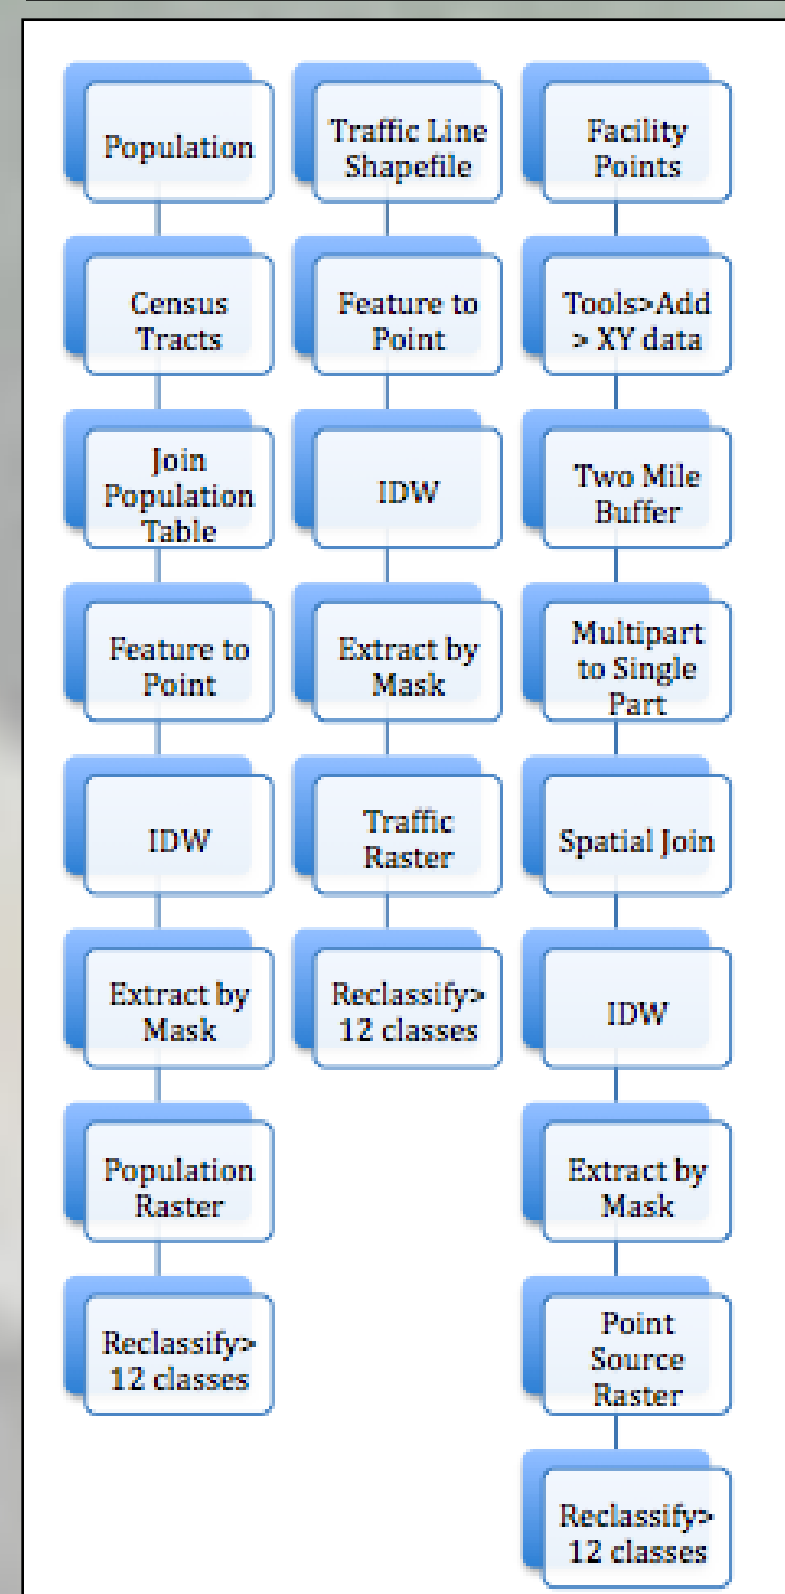 Population
Census
Tracts
Join
Population
Table
Feature to
Point
IDW
Extract by
Mask
Population
Raster
Reclassify>
12 classes
Traffic Line
Shapefile
Feature to
Point
IDW
Extract by
Mask
Traffic
Raster
Reclassify>
12 classes
Facility
Points
Tools>Add
> XY data
Two Mile
Buffer
Multipart
to Single
Part
Spatial Join
IDW
Extract by
Mask
Point
Source
Raster
Reclassify>
12 classes